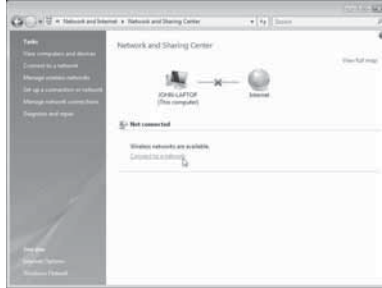 Network and Internet ▸ Network and Sharing Center
Search
Tasks
View computers and devices
Connect to a network
Manage wireless networks
Set up a connection or network
Manage network connections
Diagnose and repair
Network and Sharing Center
View full map
JOHN-LAPTOP
(This computer)
Internet
Not connected
Wireless networks are available.
Connect to a network
See also
Internet Options
Windows Firewall